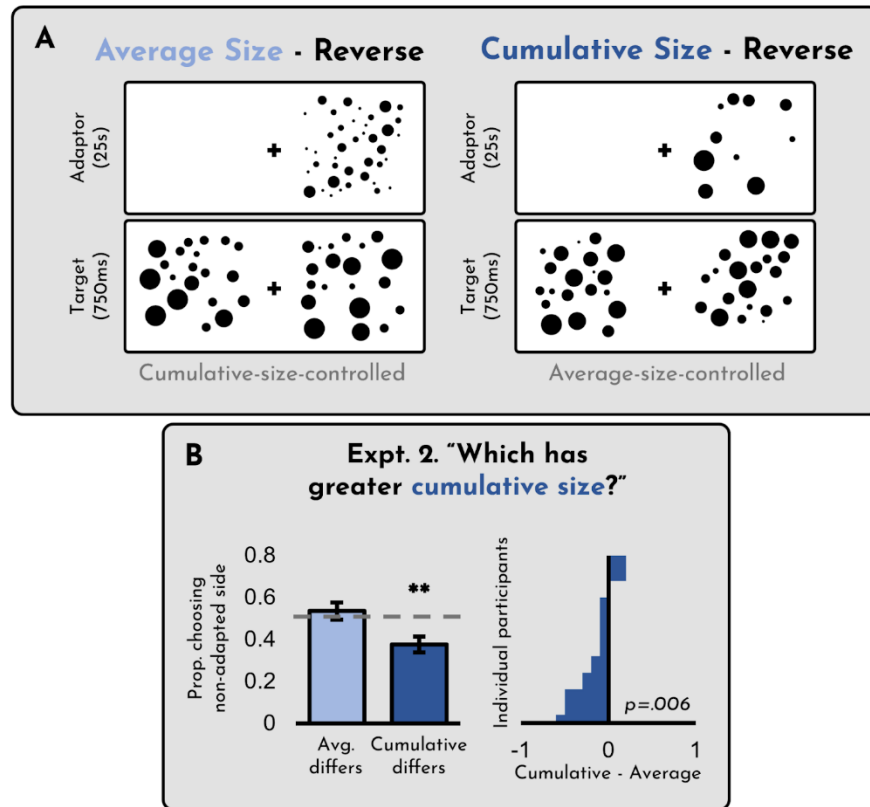 A
Average Size - Reverse
Cumulative Size - Reverse
Adaptor
(25s)
Adaptor
(25s)
Target
(750ms)
Target
(750ms)
Cumulative-size-controlled
Average-size-controlled
B
Expt. 2. “Which has
greater cumulative size?”
Prop. choosing
non-adapted side
0.8
0.6
0.4
0.2
0
**
Avg.
differs
Cumulative
differs
Individual participants
p=.006
-1 0 1
Cumulative - Average